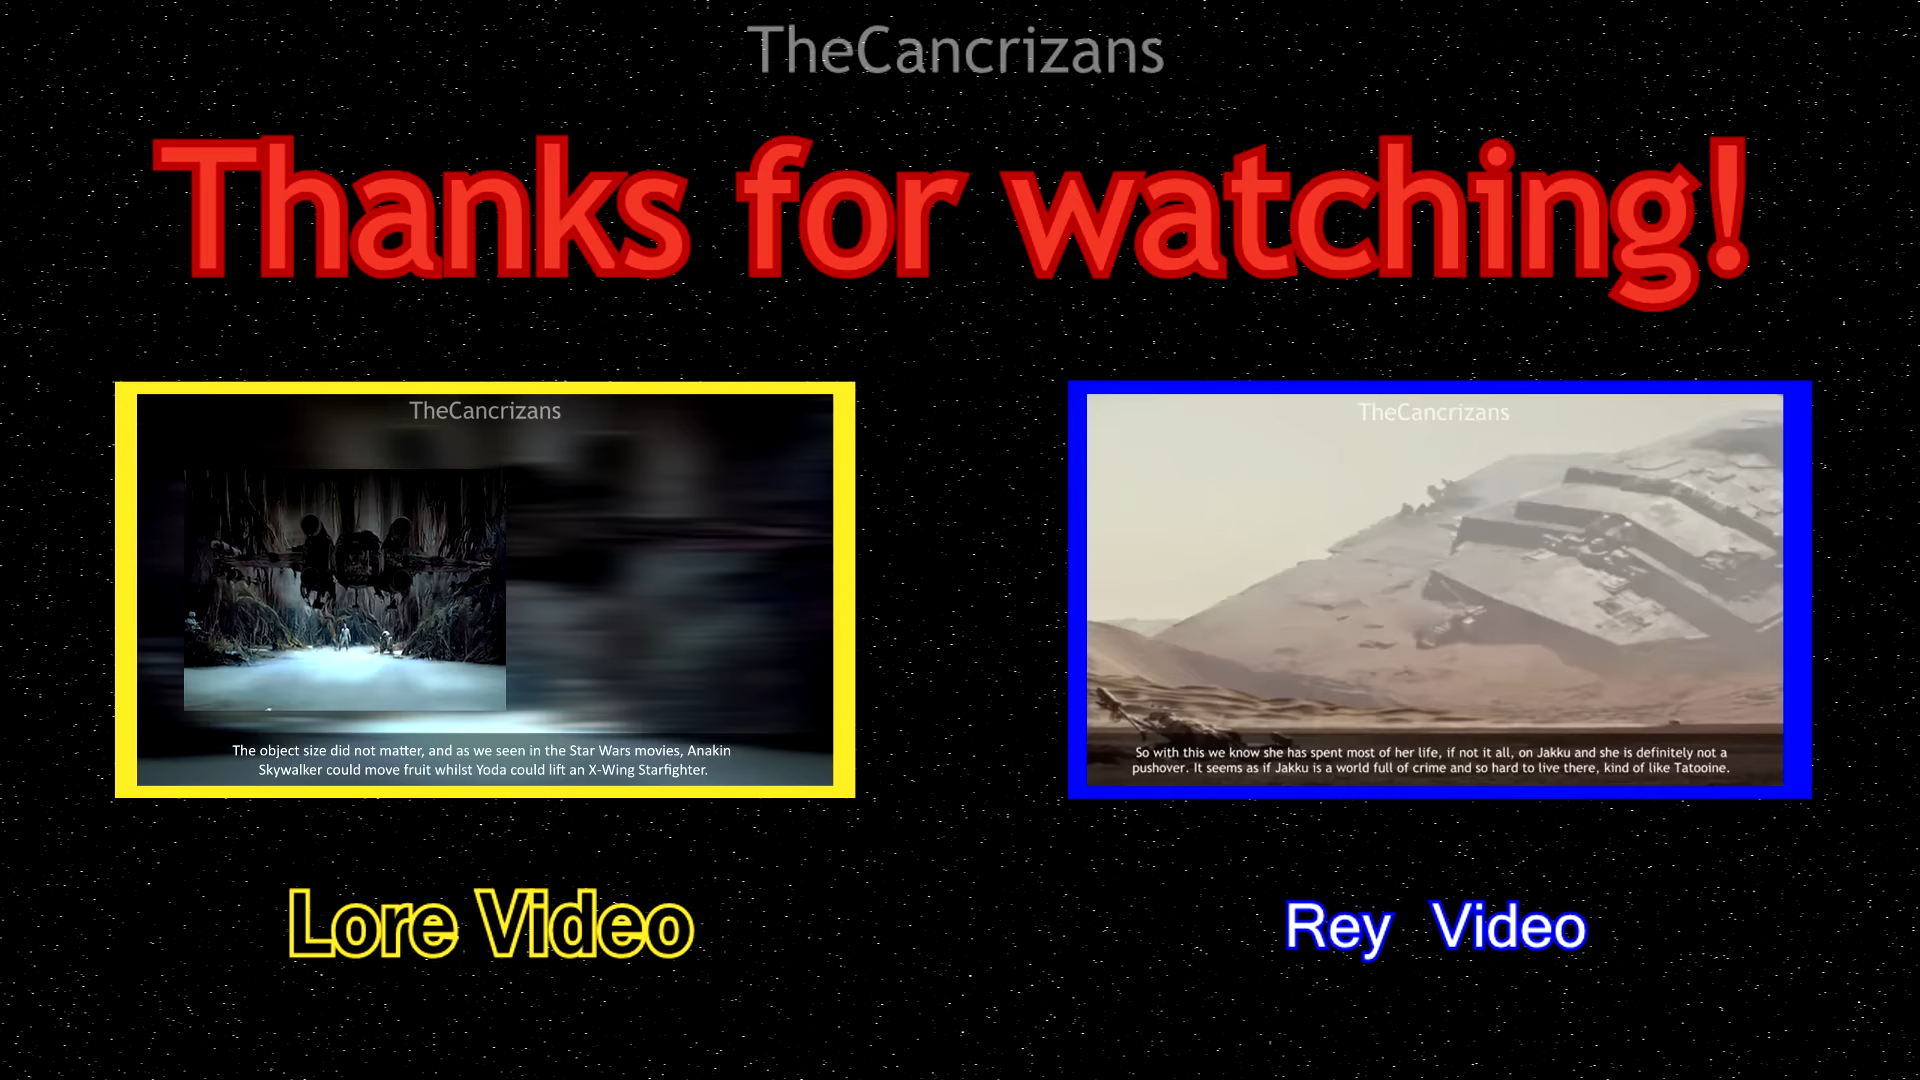 TheCancrizans
Thanks for watching!
TheCancrizans
The object size did not matter, and as we seen in the Star Wars movies, Anakin
Skywalker could move fruit whilst Yoda could lift an X-Wing Starfighter.
TheCancrizans
So with this we know she has spent most of her life, if not it all, on Jakku and she is definitely not a
pushover. It seems as if Jakku is a world full of crime and so hard to live there, kind of like Tatooine.
Lore Video
Rey Video